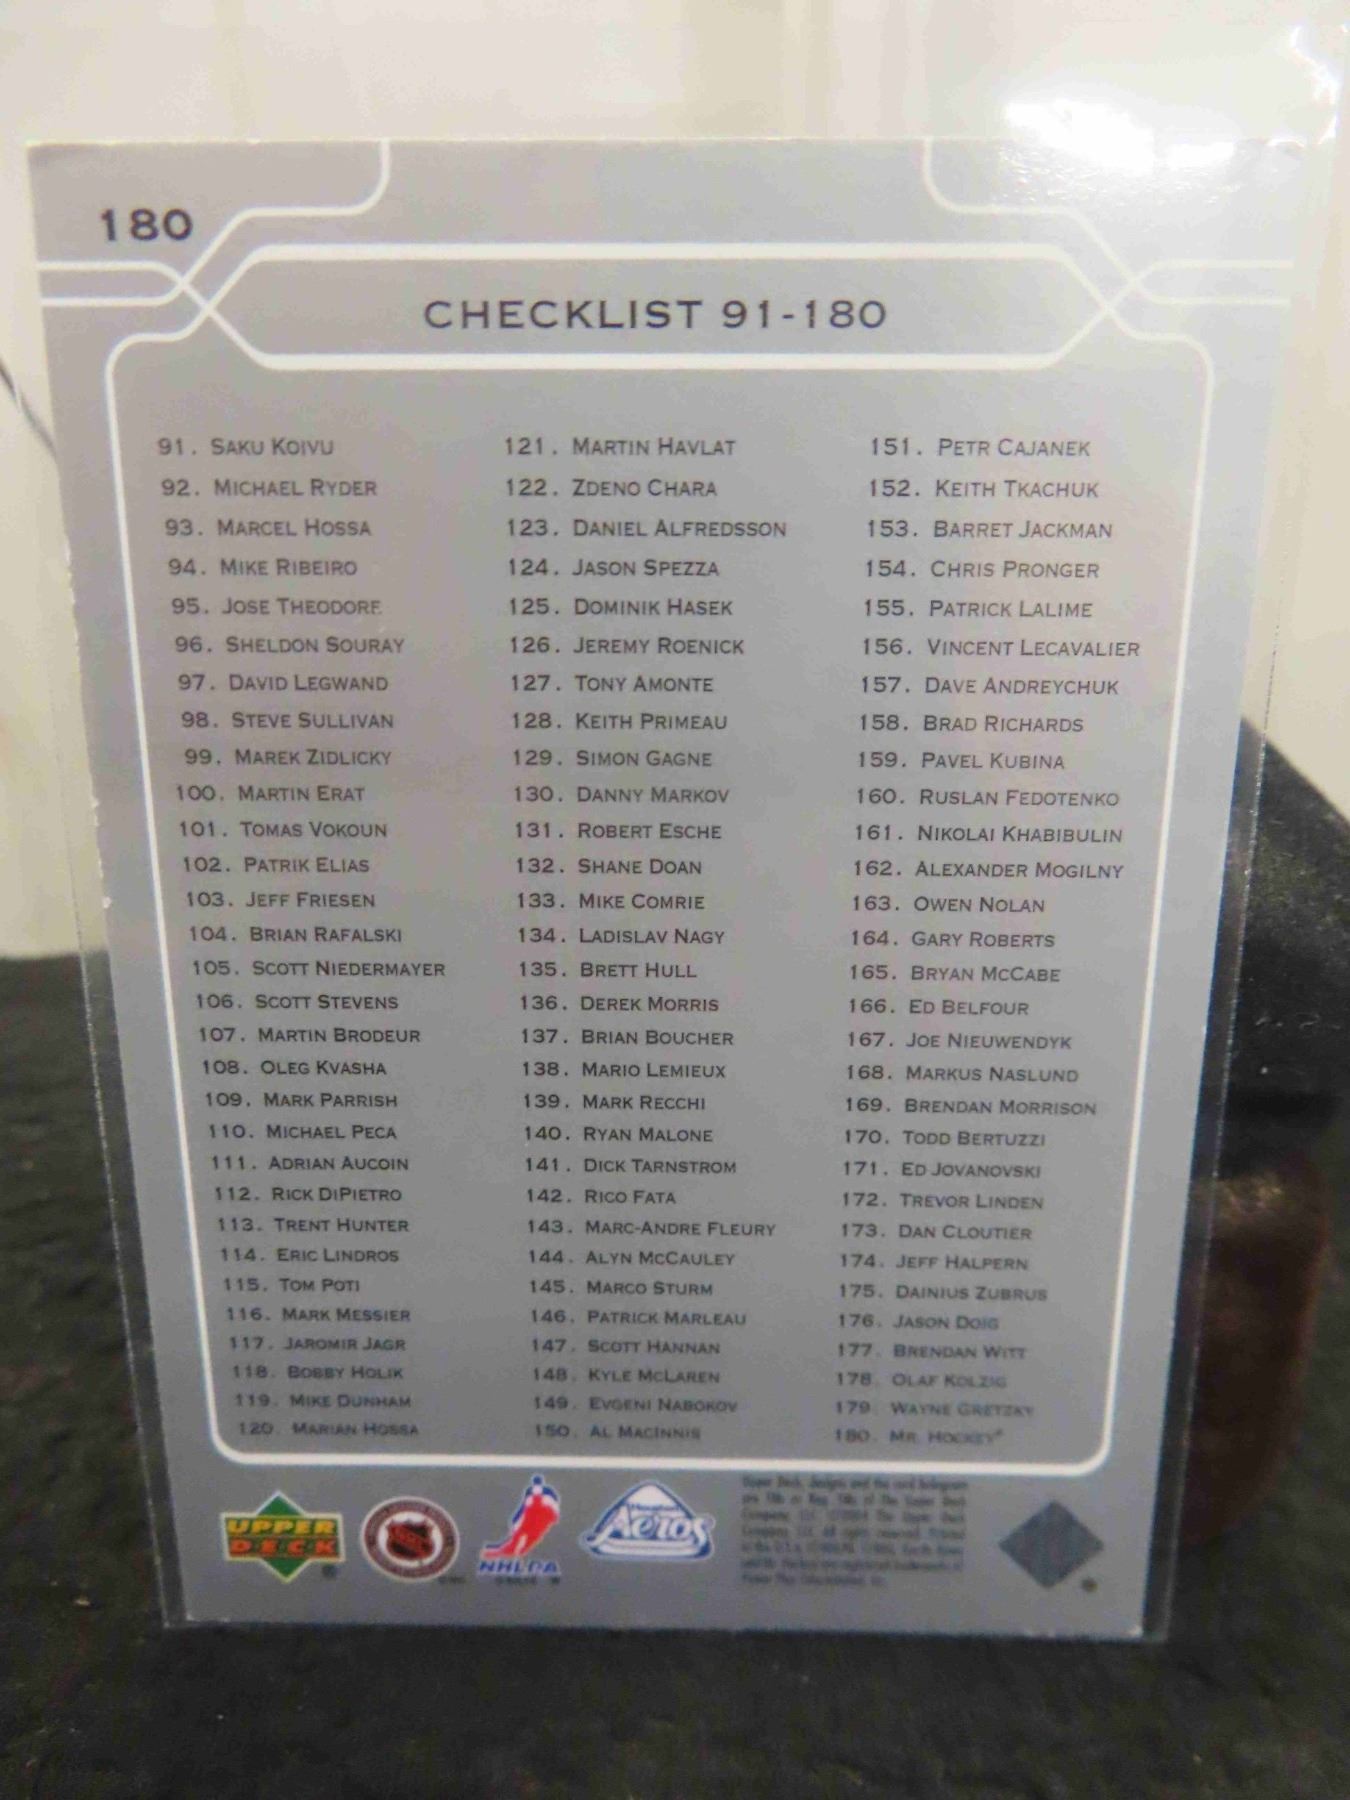 180
CHECKLIST 91-180
91. SAKU KOIVU
92. MICHAEL RYDER
93. MARCEL HOSSA
94. MIKE RIBEIRO
95. JOSE THEODORE
96. SHELDON SOURAY
97. DAVID LEGWAND
98. STEVE SULLIVAN
99. MAREK ZIDLICKY
100. MARTIN ERAT
101. TOMAS VOKOUN
102. PATRIK ELIAS
103. JEFF FRIESEN
104. BRIAN RAFALSKI
105. SCOTT NIEDERMAYER
106. SCOTT STEVENS
107. MARTIN BRODEUR
108. OLEG KVASHA
109. MARK PARRISH
110. MICHAEL PECA
111. ADRIAN AUCOIN
112. RICK DIPIETRO
113. TRENT HUNTER
114. ERIC LINDROS
115. TOM POTI
116. MARK MESSIER
117. JAROMIR JAGR
118. BOBBY HOLIK
119. MIKE DUNHAM
120. MARIAN HOSSA
121. MARTIN HAVLAT
122. ZDENO CHARA
123. DANIEL ALFREDSSON
124. JASON SPEZZA
125. DOMINIK HASEK
126. JEREMY ROENICK
127. TONY AMONTE
128. KEITH PRIMEAU
129. SIMON GAGNE
130. DANNY MARKOV
131. ROBERT ESCHE
132. SHANE DOAN
133. MIKE COMRIE
134. LADISLAV NAGY
135. BRETT HULL
136. DEREK MORRIS
137. BRIAN BOUCHER
138. MARIO LEMIEUX
139. MARK RECCHI
140. RYAN MALONE
141. DICK TARNSTROM
142. RICO FATA
143. MARC-ANDRE FLEURY
144. ALYN MCCAULEY
145. MARCO STURM
146. PATRICK MARLEAU
147. SCOTT HANNAN
148. KYLE MCLAREN
149. EVGENI NABOKOV
150. AL MACINNIS
151. PETR CAJANEK
152. KEITH TKACHUK
153. BARRET JACKMAN
154. CHRIS PRONGER
155. PATRICK LALIME
156. VINCENT LECAVALIER
157. DAVE ANDREYCHUK
158. BRAD RICHARDS
159. PAVEL KUBINA
160. RUSLAN FEDOTENKO
161. NIKOLAI KHABIBULIN
162. ALEXANDER MOGILNY
163. OWEN NOLAN
164. GARY ROBERTS
165. BRYAN MCCABE
166. ED BELFOUR
167. JOE NIEUWENDYK
168. MARKUS NASLUND
169. BRENDAN MORRISON
170. TODD BERTUZZI
171. ED JOVANOVSKI
172. TREVOR LINDEN
173. DAN CLOUTIER
174. JEFF HALPERN
175. DAINIUS ZUBRUS
176. JASON DOIG
177. BRENDAN WITT
178. OLAF KOLZIG
179. WAYNE GRETZKY
180. MR. HOCKEY®
UPPER
DECK
NHLPA
Houston
Aeros